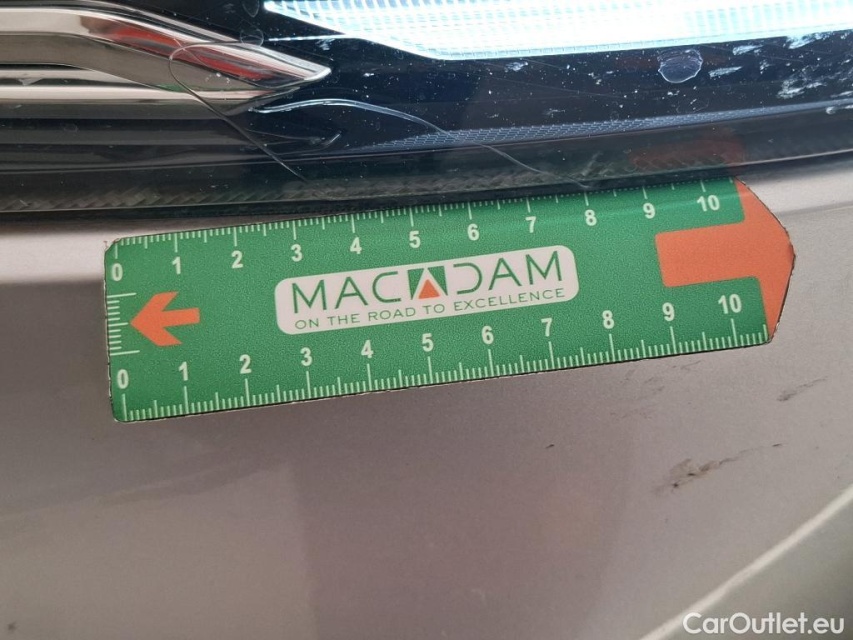 0 1 2 3 4 5 6 7 8 9 10
MACADAM
ON THE ROAD TO EXCELLENCE
0 1 2 3 4 5 6 7 8 9 10
CarOutlet.eu